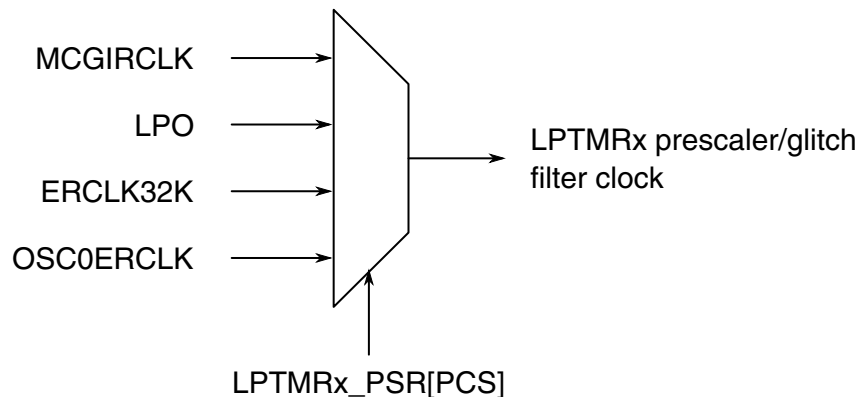 MCGIRCLK
LPO
ERCLK32K
OSC0ERCLK
LPTMRx prescaler/glitch
filter clock
LPTMRx_PSR[PCS]